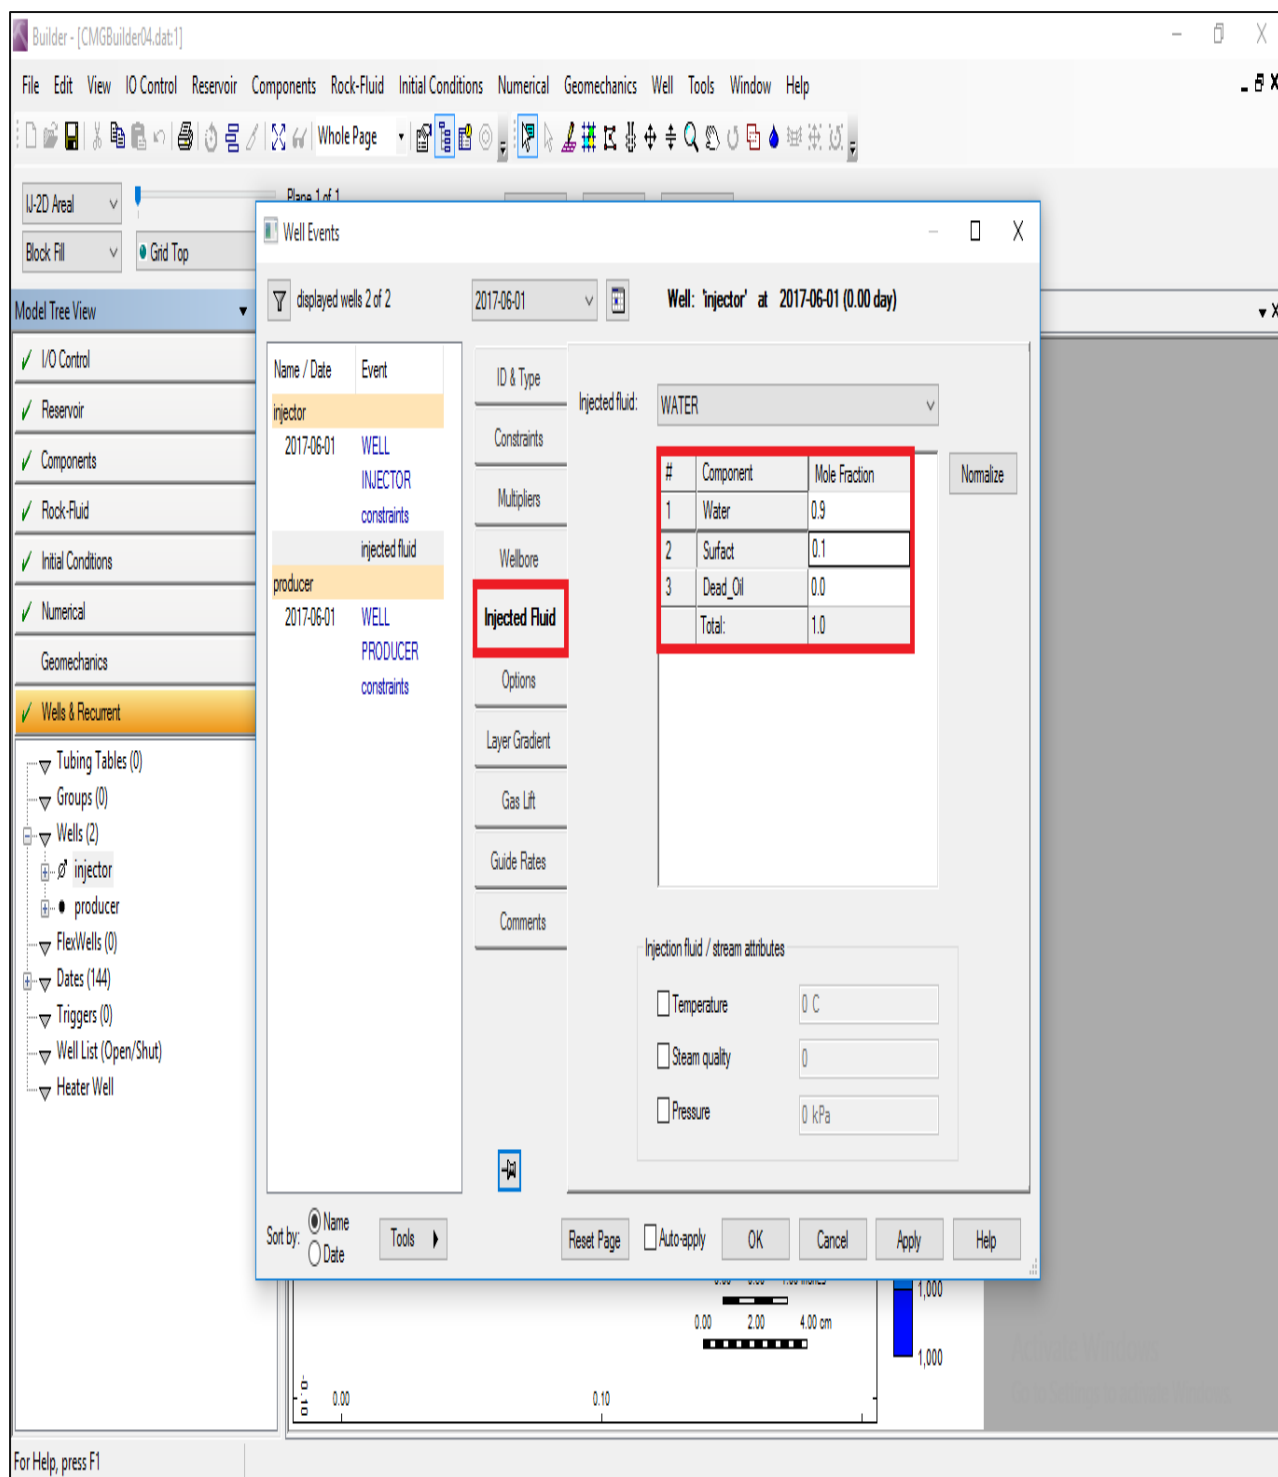 Builder - [CMGBuilder04.dat:1]
File Edit View IO Control Reservoir Components Rock-Fluid Initial Conditions Numerical Geomechanics Well Tools Window Help
Whole Page
IJ-2D Areal
Plane 1 of 1
Block Fill
Grid Top
Model Tree View
I/O Control
Reservoir
Components
Rock-Fluid
Initial Conditions
Numerical
Geomechanics
Wells & Recurrent
Tubing Tables (0)
Groups (0)
Wells (2)
injector
producer
FlexWells (0)
Dates (144)
Triggers (0)
Well List (Open/Shut)
Heater Well
Well Events
displayed wells 2 of 2
2017-06-01
Well: 'injector' at 2017-06-01 (0.00 day)
Name / Date Event
injector
2017-06-01 WELL
INJECTOR
constraints
injected fluid
producer
2017-06-01 WELL
PRODUCER
constraints
ID & Type
Constraints
Multipliers
Wellbore
Injected Fluid
Options
Layer Gradient
Gas Lift
Guide Rates
Comments
Injected fluid: WATER
# Component Mole Fraction
1 Water 0.9
2 Surfact 0.1
3 Dead_Oil 0.0
Total: 1.0
Normalize
Injection fluid / stream attributes
Temperature 0 C
Steam quality 0
Pressure 0 kPa
Sort by: Name
Date
Tools
Reset Page
Auto-apply
OK
Cancel
Apply
Help
0.00 2.00 4.00 cm
1,000
1,000
-0.10
0.00 0.10
For Help, press F1